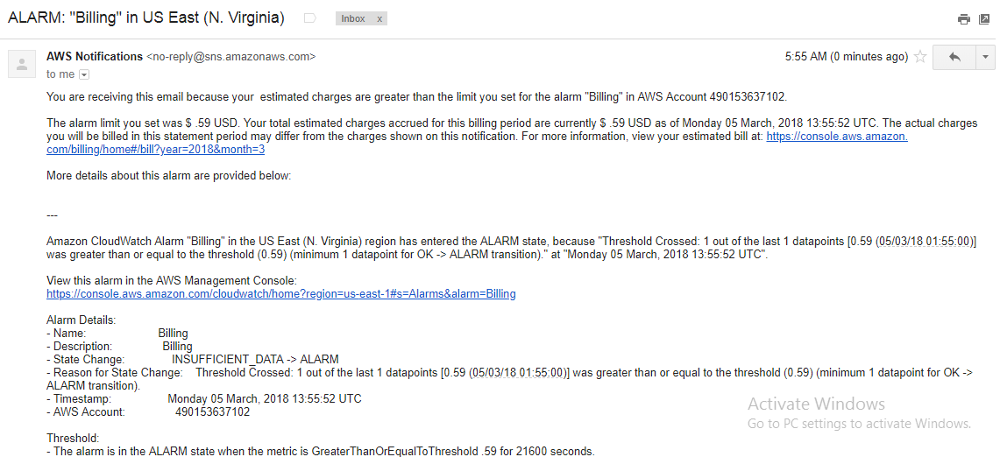 ALARM: "Billing" in US East (N. Virginia)
Inbox x
AWS Notifications <no-reply@sns.amazonaws.com>
5:55 AM (0 minutes ago)
to me
You are receiving this email because your  estimated charges are greater than the limit you set for the alarm "Billing" in AWS Account 490153637102.
The alarm limit you set was $ .59 USD. Your total estimated charges accrued for this billing period are currently $ .59 USD as of Monday 05 March, 2018 13:55:52 UTC. The actual charges
you will be billed in this statement period may differ from the charges shown on this notification. For more information, view your estimated bill at: https://console.aws.amazon.
com/billing/home#/bill?year=2018&month=3
More details about this alarm are provided below:
---
Amazon CloudWatch Alarm "Billing" in the US East (N. Virginia) region has entered the ALARM state, because "Threshold Crossed: 1 out of the last 1 datapoints [0.59 (05/03/18 01:55:00)]
was greater than or equal to the threshold (0.59) (minimum 1 datapoint for OK -> ALARM transition)." at "Monday 05 March, 2018 13:55:52 UTC".
View this alarm in the AWS Management Console:
https://console.aws.amazon.com/cloudwatch/home?region=us-east-1#s=Alarms&alarm=Billing
Alarm Details:
- Name: Billing
- Description: Billing
- State Change: INSUFFICIENT_DATA -> ALARM
- Reason for State Change: Threshold Crossed: 1 out of the last 1 datapoints [0.59 (05/03/18 01:55:00)] was greater than or equal to the threshold (0.59) (minimum 1 datapoint for OK ->
ALARM transition).
- Timestamp: Monday 05 March, 2018 13:55:52 UTC
- AWS Account: 490153637102
Activate Windows
Go to PC settings to activate Windows.
Threshold:
- The alarm is in the ALARM state when the metric is GreaterThanOrEqualToThreshold .59 for 21600 seconds.